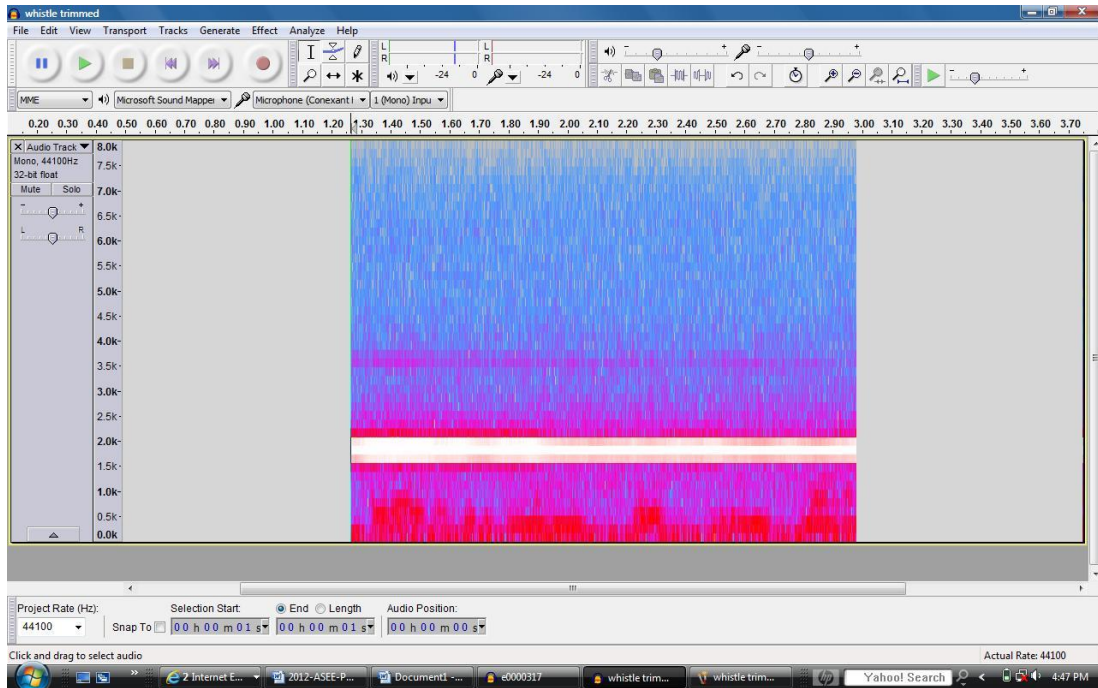 whistle trimmed
File Edit View Transport Tracks Generate Effect Analyze Help
L R -24 0 L R -24 0
MME Microsoft Sound Mapper Microphone (Conexant I 1 (Mono) Inpu
0.20 0.30 0.40 0.50 0.60 0.70 0.80 0.90 1.00 1.10 1.20 1.30 1.40 1.50 1.60 1.70 1.80 1.90 2.00 2.10 2.20 2.30 2.40 2.50 2.60 2.70 2.80 2.90 3.00 3.10 3.20 3.30 3.40 3.50 3.60 3.70
Audio Track 8.0k
Mono, 44100Hz 7.5k
32-bit float
Mute Solo 7.0k
- + 6.5k
L R 6.0k
5.5k
5.0k
4.5k
4.0k
3.5k
3.0k
2.5k
2.0k
1.5k
1.0k
0.5k
0.0k
Project Rate (Hz): Selection Start: End Length Audio Position:
44100 Snap To 00 h 00 m 01 s 00 h 00 m 01 s 00 h 00 m 00 s
Click and drag to select audio Actual Rate: 44100
2 Internet E... 2012-ASEE-P... Document1 -... e0000317 whistle trim... whistle trim... hp Yahoo! Search 4:47 PM